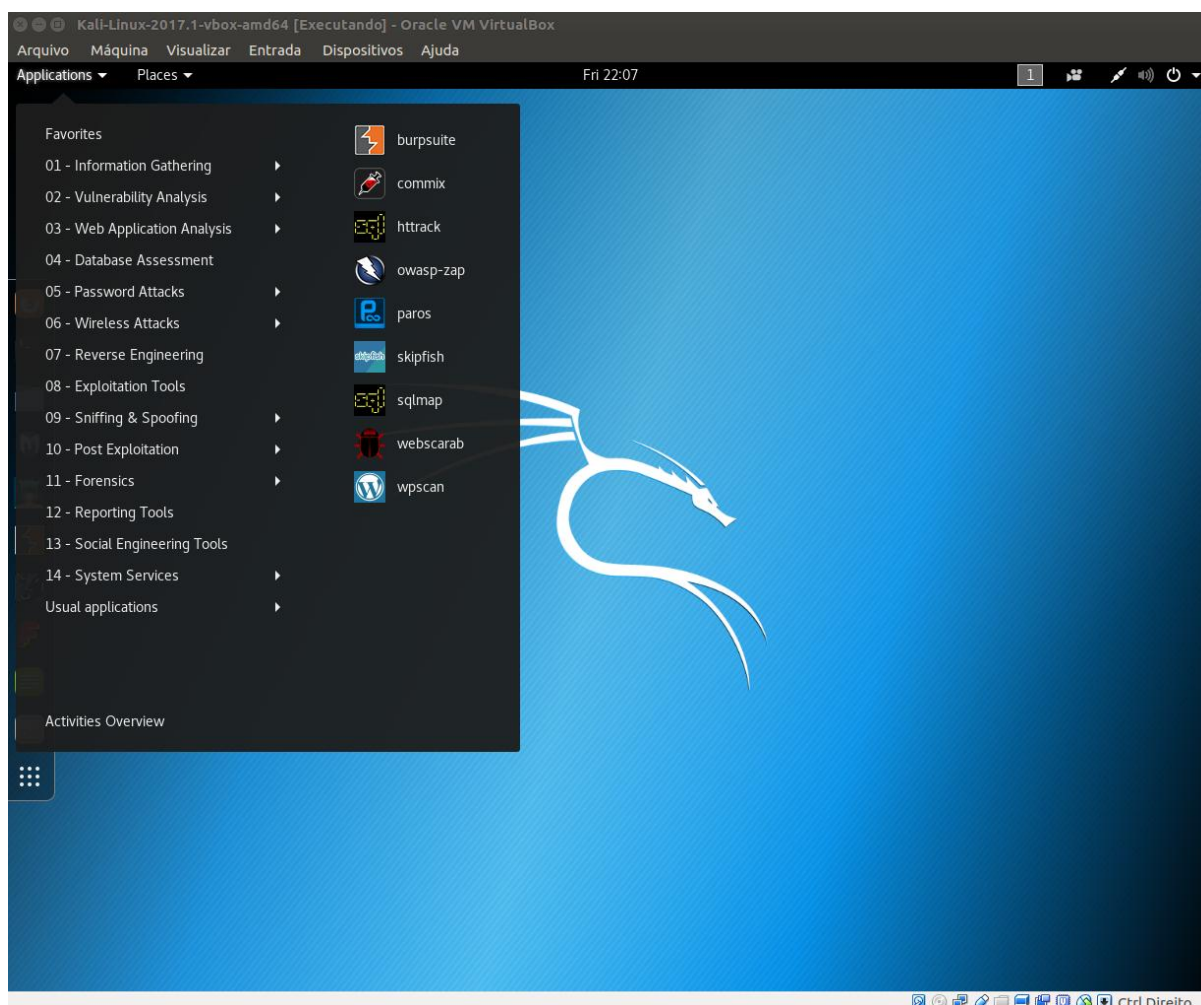 Kali-Linux-2017.1-vbox-amd64 [Executando] - Oracle VM VirtualBox
Arquivo Máquina Visualizar Entrada Dispositivos Ajuda
Applications Places Fri 22:07 1
Favorites
01 - Information Gathering
02 - Vulnerability Analysis
03 - Web Application Analysis
04 - Database Assessment
05 - Password Attacks
06 - Wireless Attacks
07 - Reverse Engineering
08 - Exploitation Tools
09 - Sniffing & Spoofing
10 - Post Exploitation
11 - Forensics
12 - Reporting Tools
13 - Social Engineering Tools
14 - System Services
Usual applications
Activities Overview
burpsuite
commix
httrack
owasp-zap
paros
skipfish
sqlmap
webscarab
wpscan
Ctrl Direito